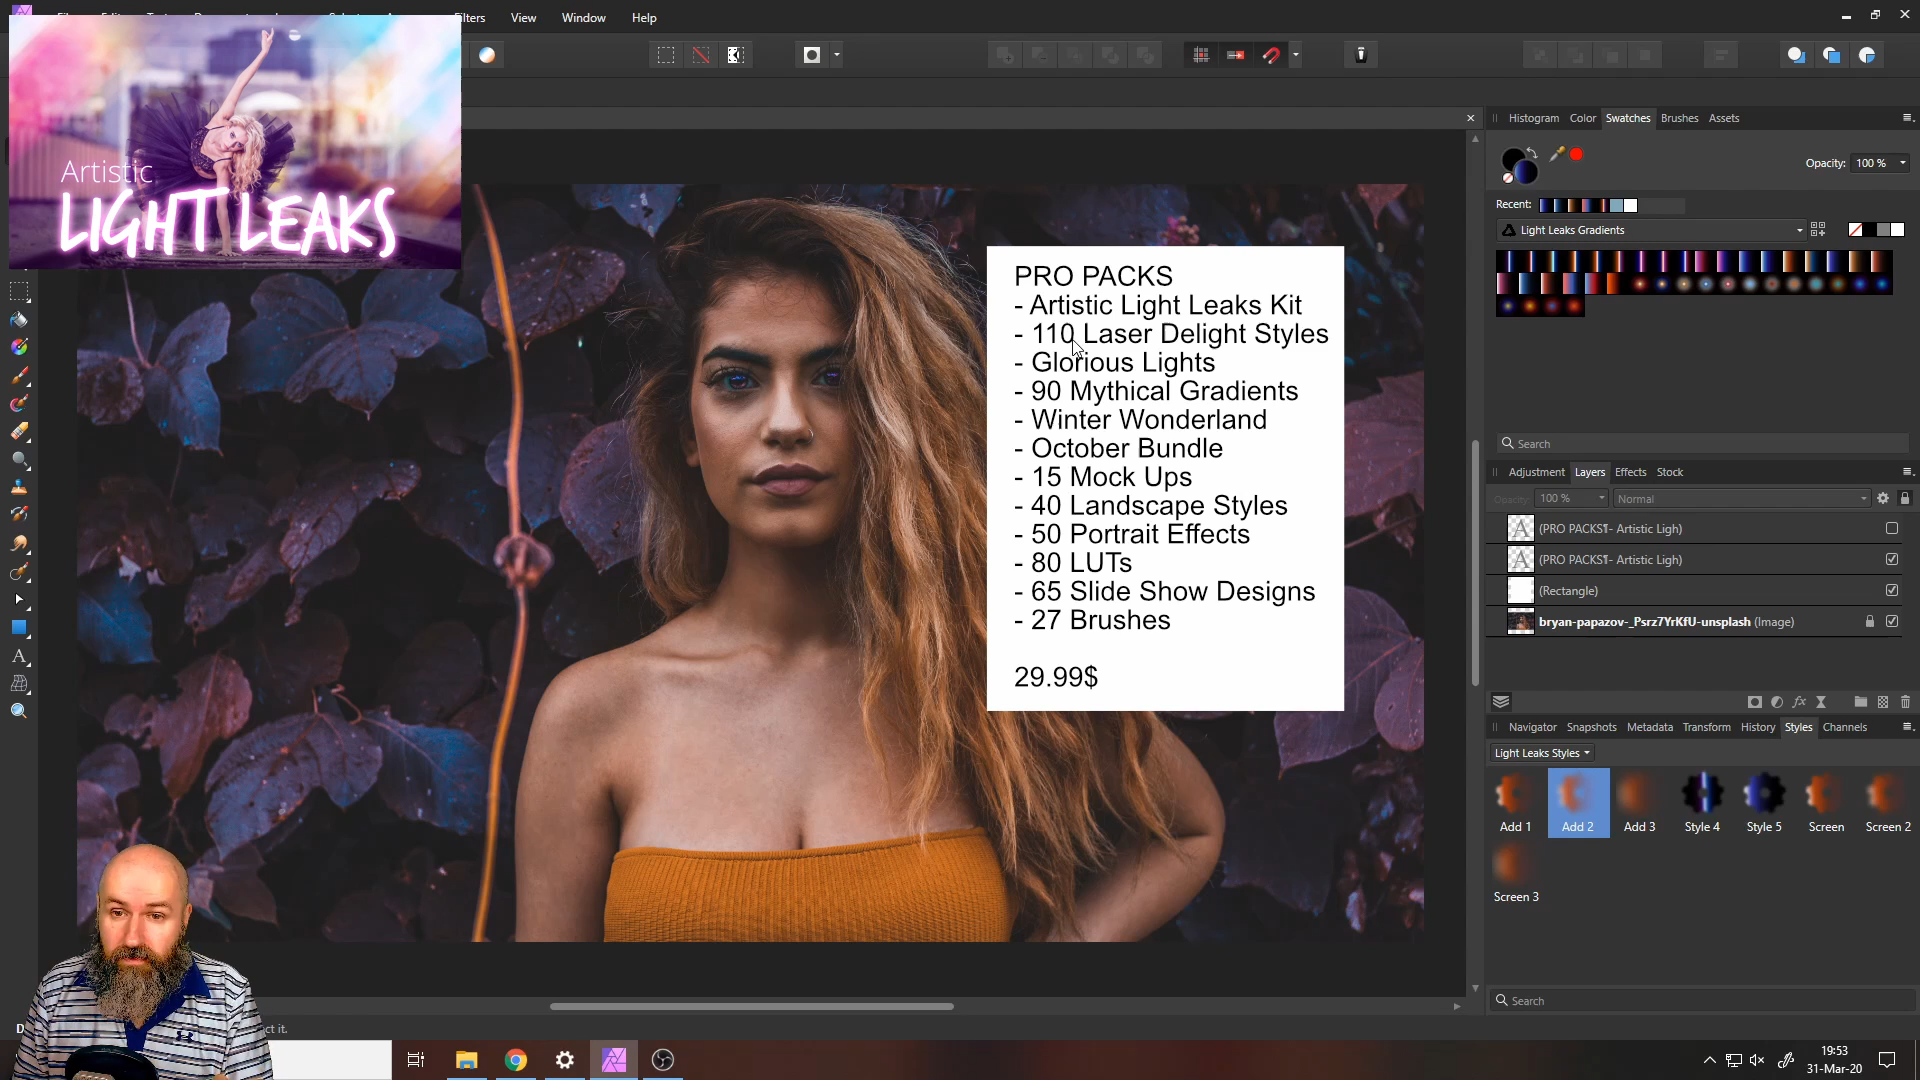 Filters View Window Help
Artistic
LIGHT LEAKS
Histogram Color Swatches Brushes Assets
Opacity: 100 %
Recent:
Light Leaks Gradients
PRO PACKS
- Artistic Light Leaks Kit
- 110 Laser Delight Styles
- Glorious Lights
- 90 Mythical Gradients
- Winter Wonderland
- October Bundle
- 15 Mock Ups
- 40 Landscape Styles
- 50 Portrait Effects
- 80 LUTs
- 65 Slide Show Designs
- 27 Brushes
29.99$
Search
Adjustment Layers Effects Stock
Opacity: 100 % Normal
(PRO PACKS¶- Artistic Ligh)
(PRO PACKS¶- Artistic Ligh)
(Rectangle)
bryan-papazov-_Psrz7YrKfU-unsplash (Image)
Navigator Snapshots Metadata Transform History Styles Channels
Light Leaks Styles
Add 1 Add 2 Add 3 Style 4 Style 5 Screen Screen 2
Screen 3
Search
ct it.
19:53
31-Mar-20